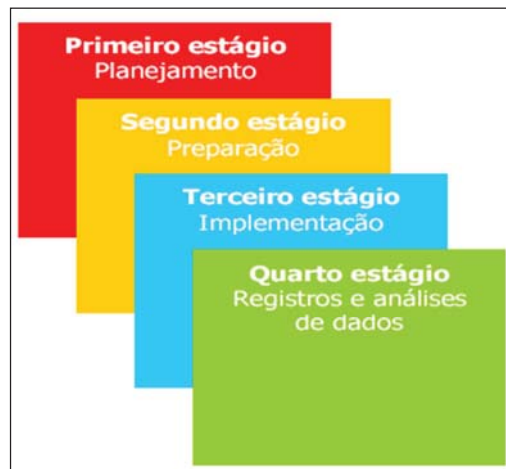 Primeiro estágio
Planejamento
Segundo estágio
Preparação
Terceiro estágio
Implementação
Quarto estágio
Registros e análises
de dados